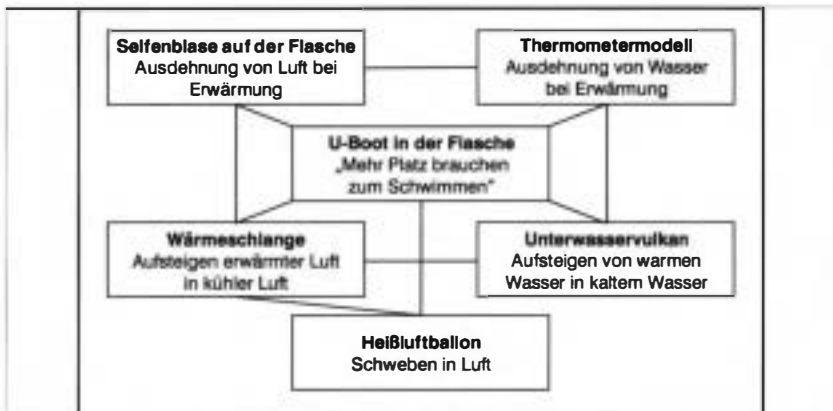 Seifenblase auf der Flasche
Ausdehnung von Luft bei
Erwärmung
Thermometermodell
Ausdehnung von Wasser
bei Erwärmung
U-Boot in der Flasche
„Mehr Platz brauchen
zum Schwimmen"
Wärmeschlange
Aufsteigen erwärmter Luft
in kühler Luft
Unterwasservulkan
Aufsteigen von warmen
Wasser in kaltem Wasser
Heißluftballon
Schweben in Luft